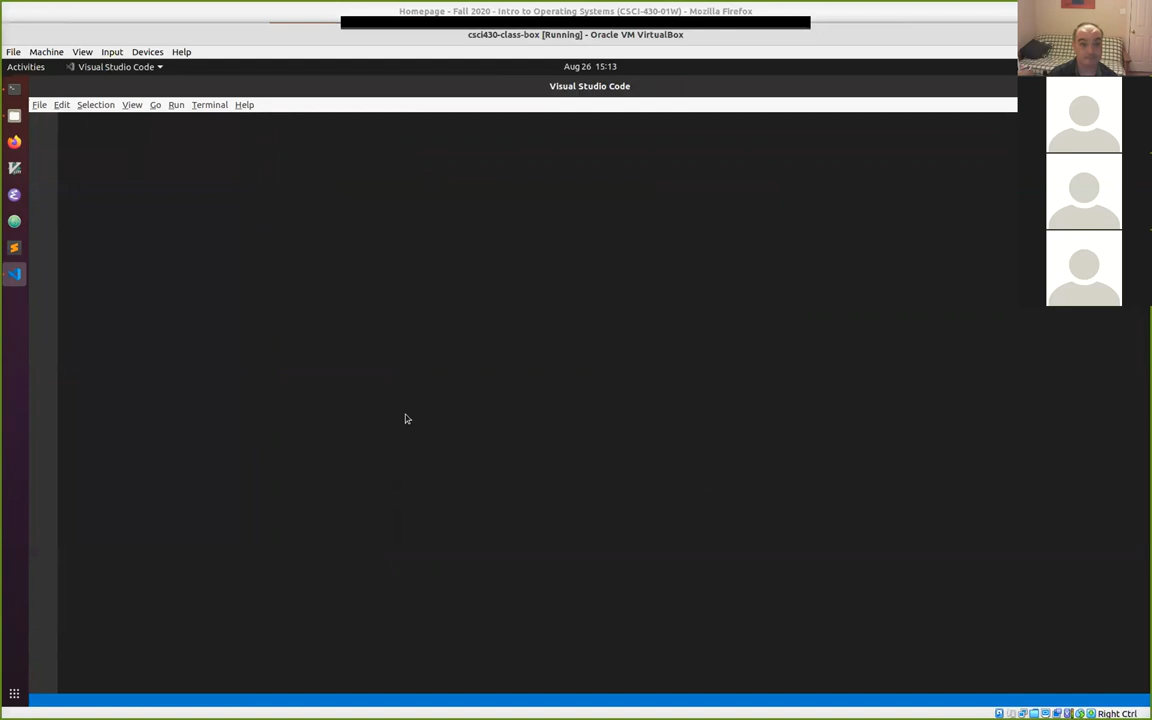 Homepage - Fall 2020 - Intro to Operating Systems (CSCI-430-01W) - Mozilla Firefox
csci430-class-box [Running] - Oracle VM VirtualBox
File Machine View Input Devices Help
Activities Visual Studio Code Aug 26 15:13
Visual Studio Code
File Edit Selection View Go Run Terminal Help
Right Ctrl